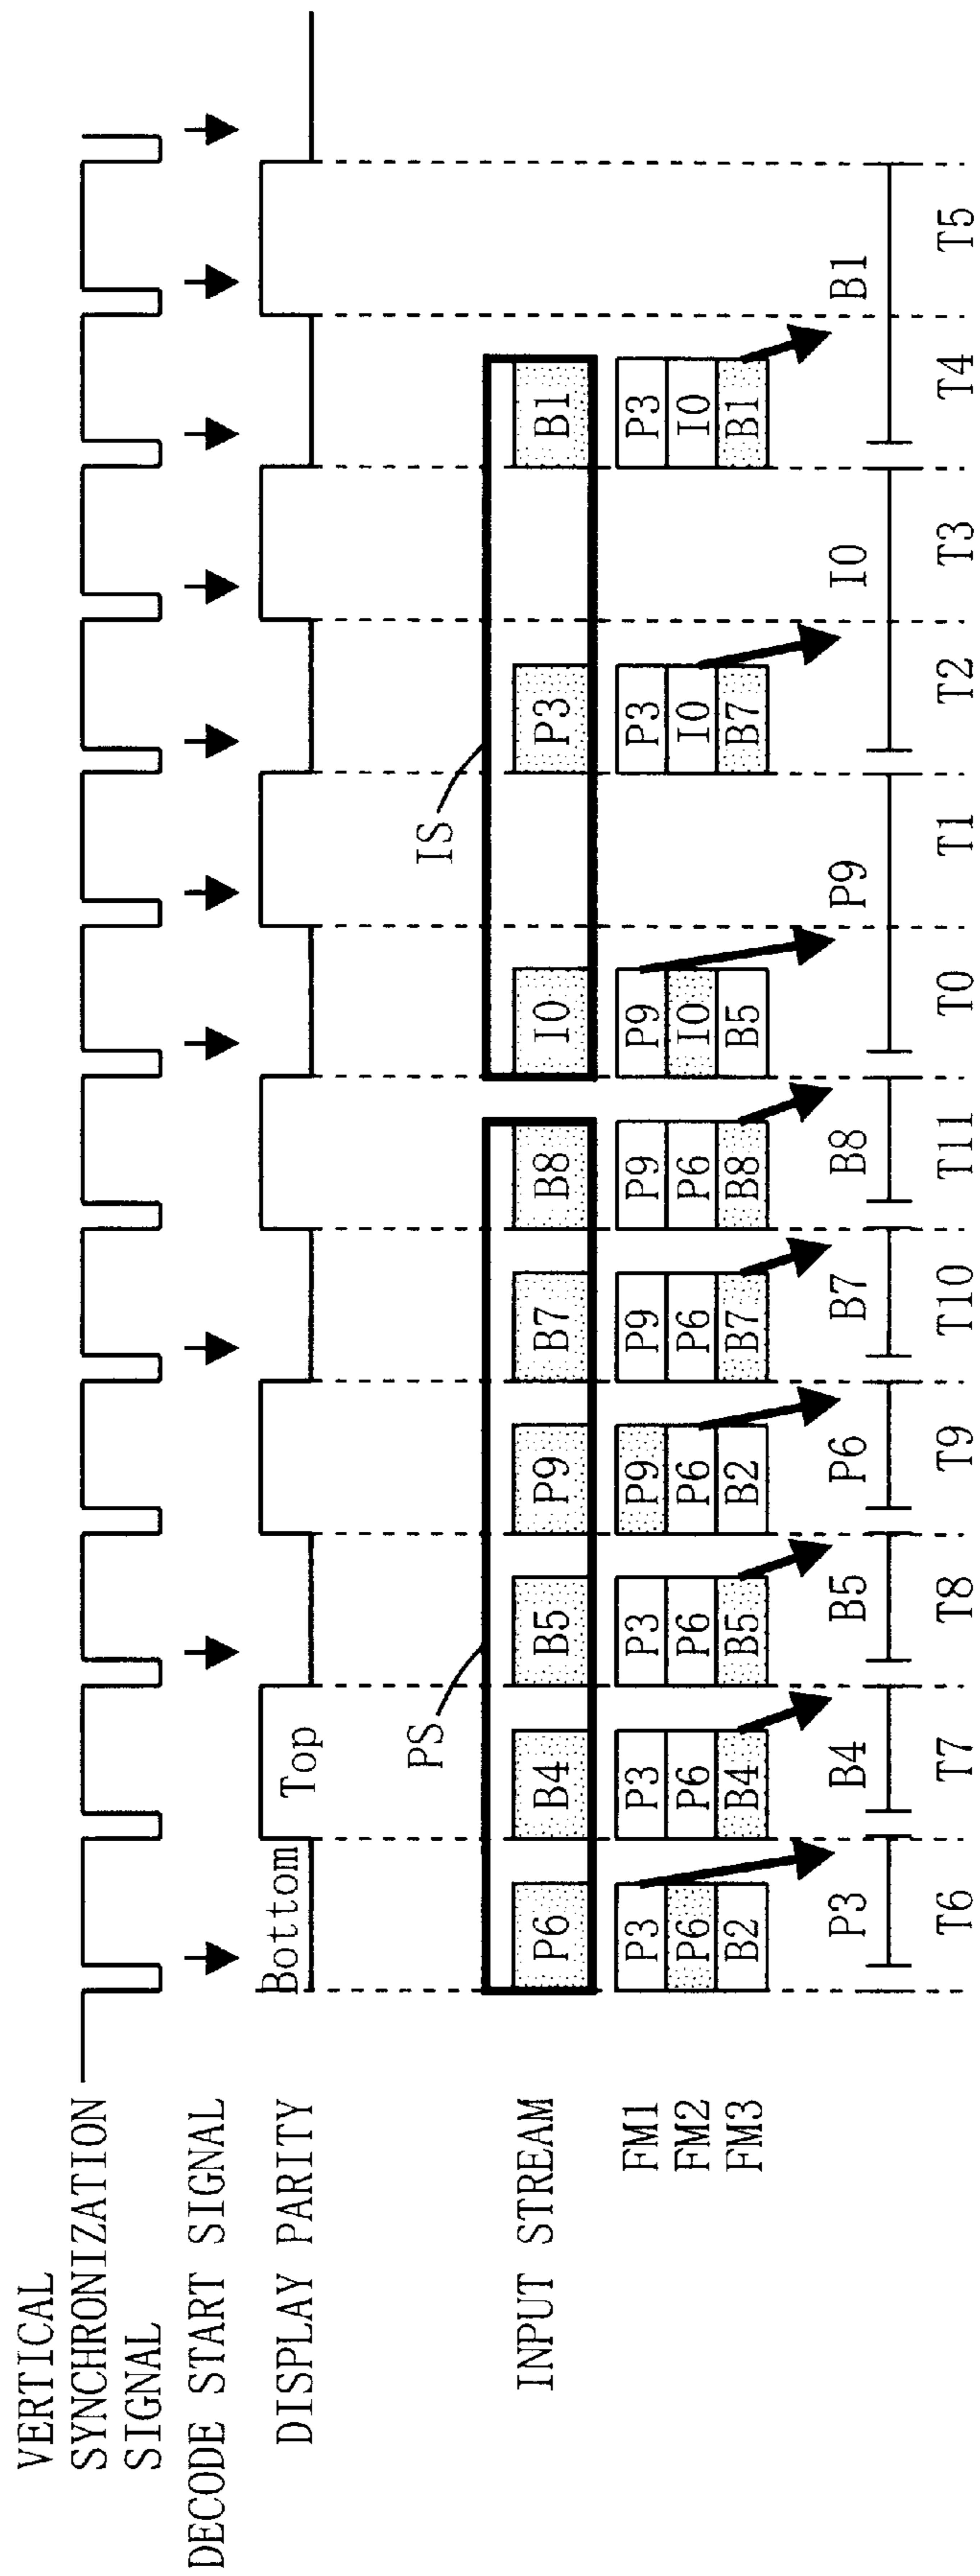 VERTICAL
SYNCHRONIZATION
SIGNAL
DECODE START SIGNAL
DISPLAY PARITY
Bottom
Top
PS
IS
INPUT STREAM
P6 B4 B5 P9 B7 B8 I0 P3 B1
FM1 P3 P3 P3 P9 P9 P9 P9 P3 P3
FM2 P6 P6 P6 P6 P6 P6 I0 I0 I0
FM3 B2 B4 B5 B2 B7 B8 B5 B7 B1
P3 B4 B5 P6 B7 B8 P9 I0 B1
T6 T7 T8 T9 T10 T11 T0 T1 T2 T3 T4 T5